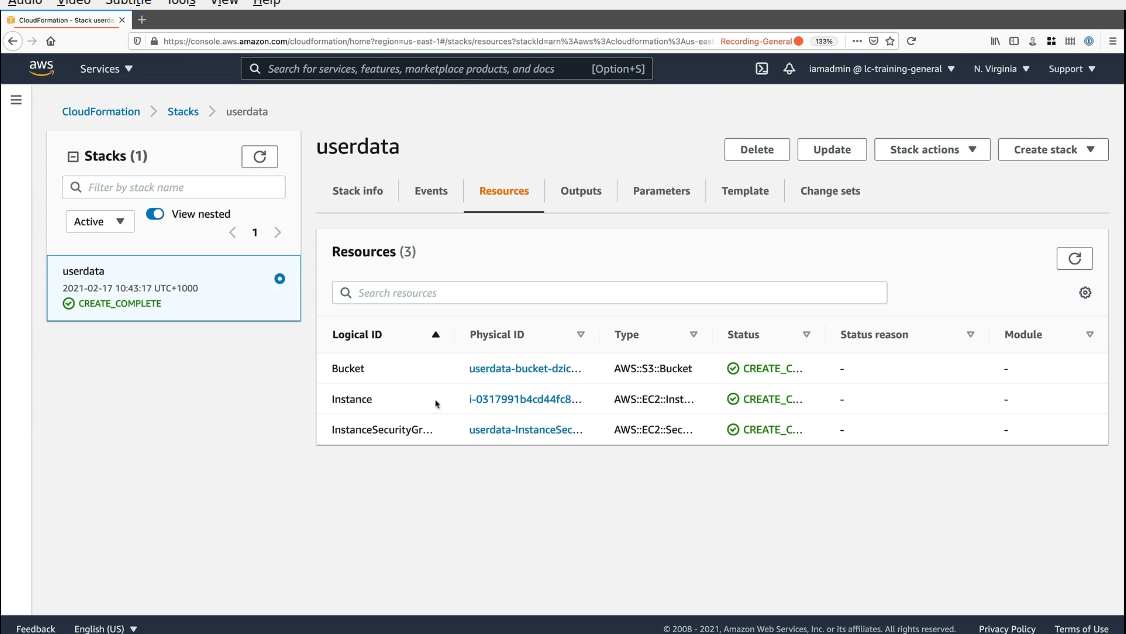 Audio Video Subtitle Tools View Help
CloudFormation - Stack userda
https://console.aws.amazon.com/cloudformation/home?region=us-east-1#/stacks/resources?stackId=arn%3Aaws%3Acloudformation%3Aus-east Recording-General 133%
aws Services Search for services, features, marketplace products, and docs [Option+S] iamadmin @ lc-training-general N. Virginia Support
CloudFormation Stacks userdata
Stacks (1)
Filter by stack name
Active View nested
1
userdata
2021-02-17 10:43:17 UTC+1000
CREATE_COMPLETE
userdata Delete Update Stack actions Create stack
Stack info Events Resources Outputs Parameters Template Change sets
Resources (3)
Search resources
Logical ID Physical ID Type Status Status reason Module
Bucket userdata-bucket-dzic... AWS::S3::Bucket CREATE_C... - -
Instance i-0317991b4cd44fc8... AWS::EC2::Inst... CREATE_C... - -
InstanceSecurityGr... userdata-InstanceSec... AWS::EC2::Sec... CREATE_C... - -
Feedback English (US) © 2008 - 2021, Amazon Web Services, Inc. or its affiliates. All rights reserved. Privacy Policy Terms of Use